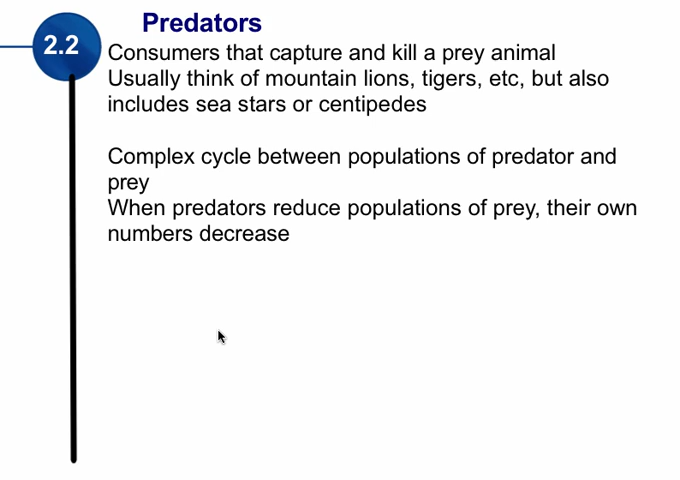 2.2
Predators
Consumers that capture and kill a prey animal
Usually think of mountain lions, tigers, etc, but also
includes sea stars or centipedes
Complex cycle between populations of predator and
prey
When predators reduce populations of prey, their own
numbers decrease